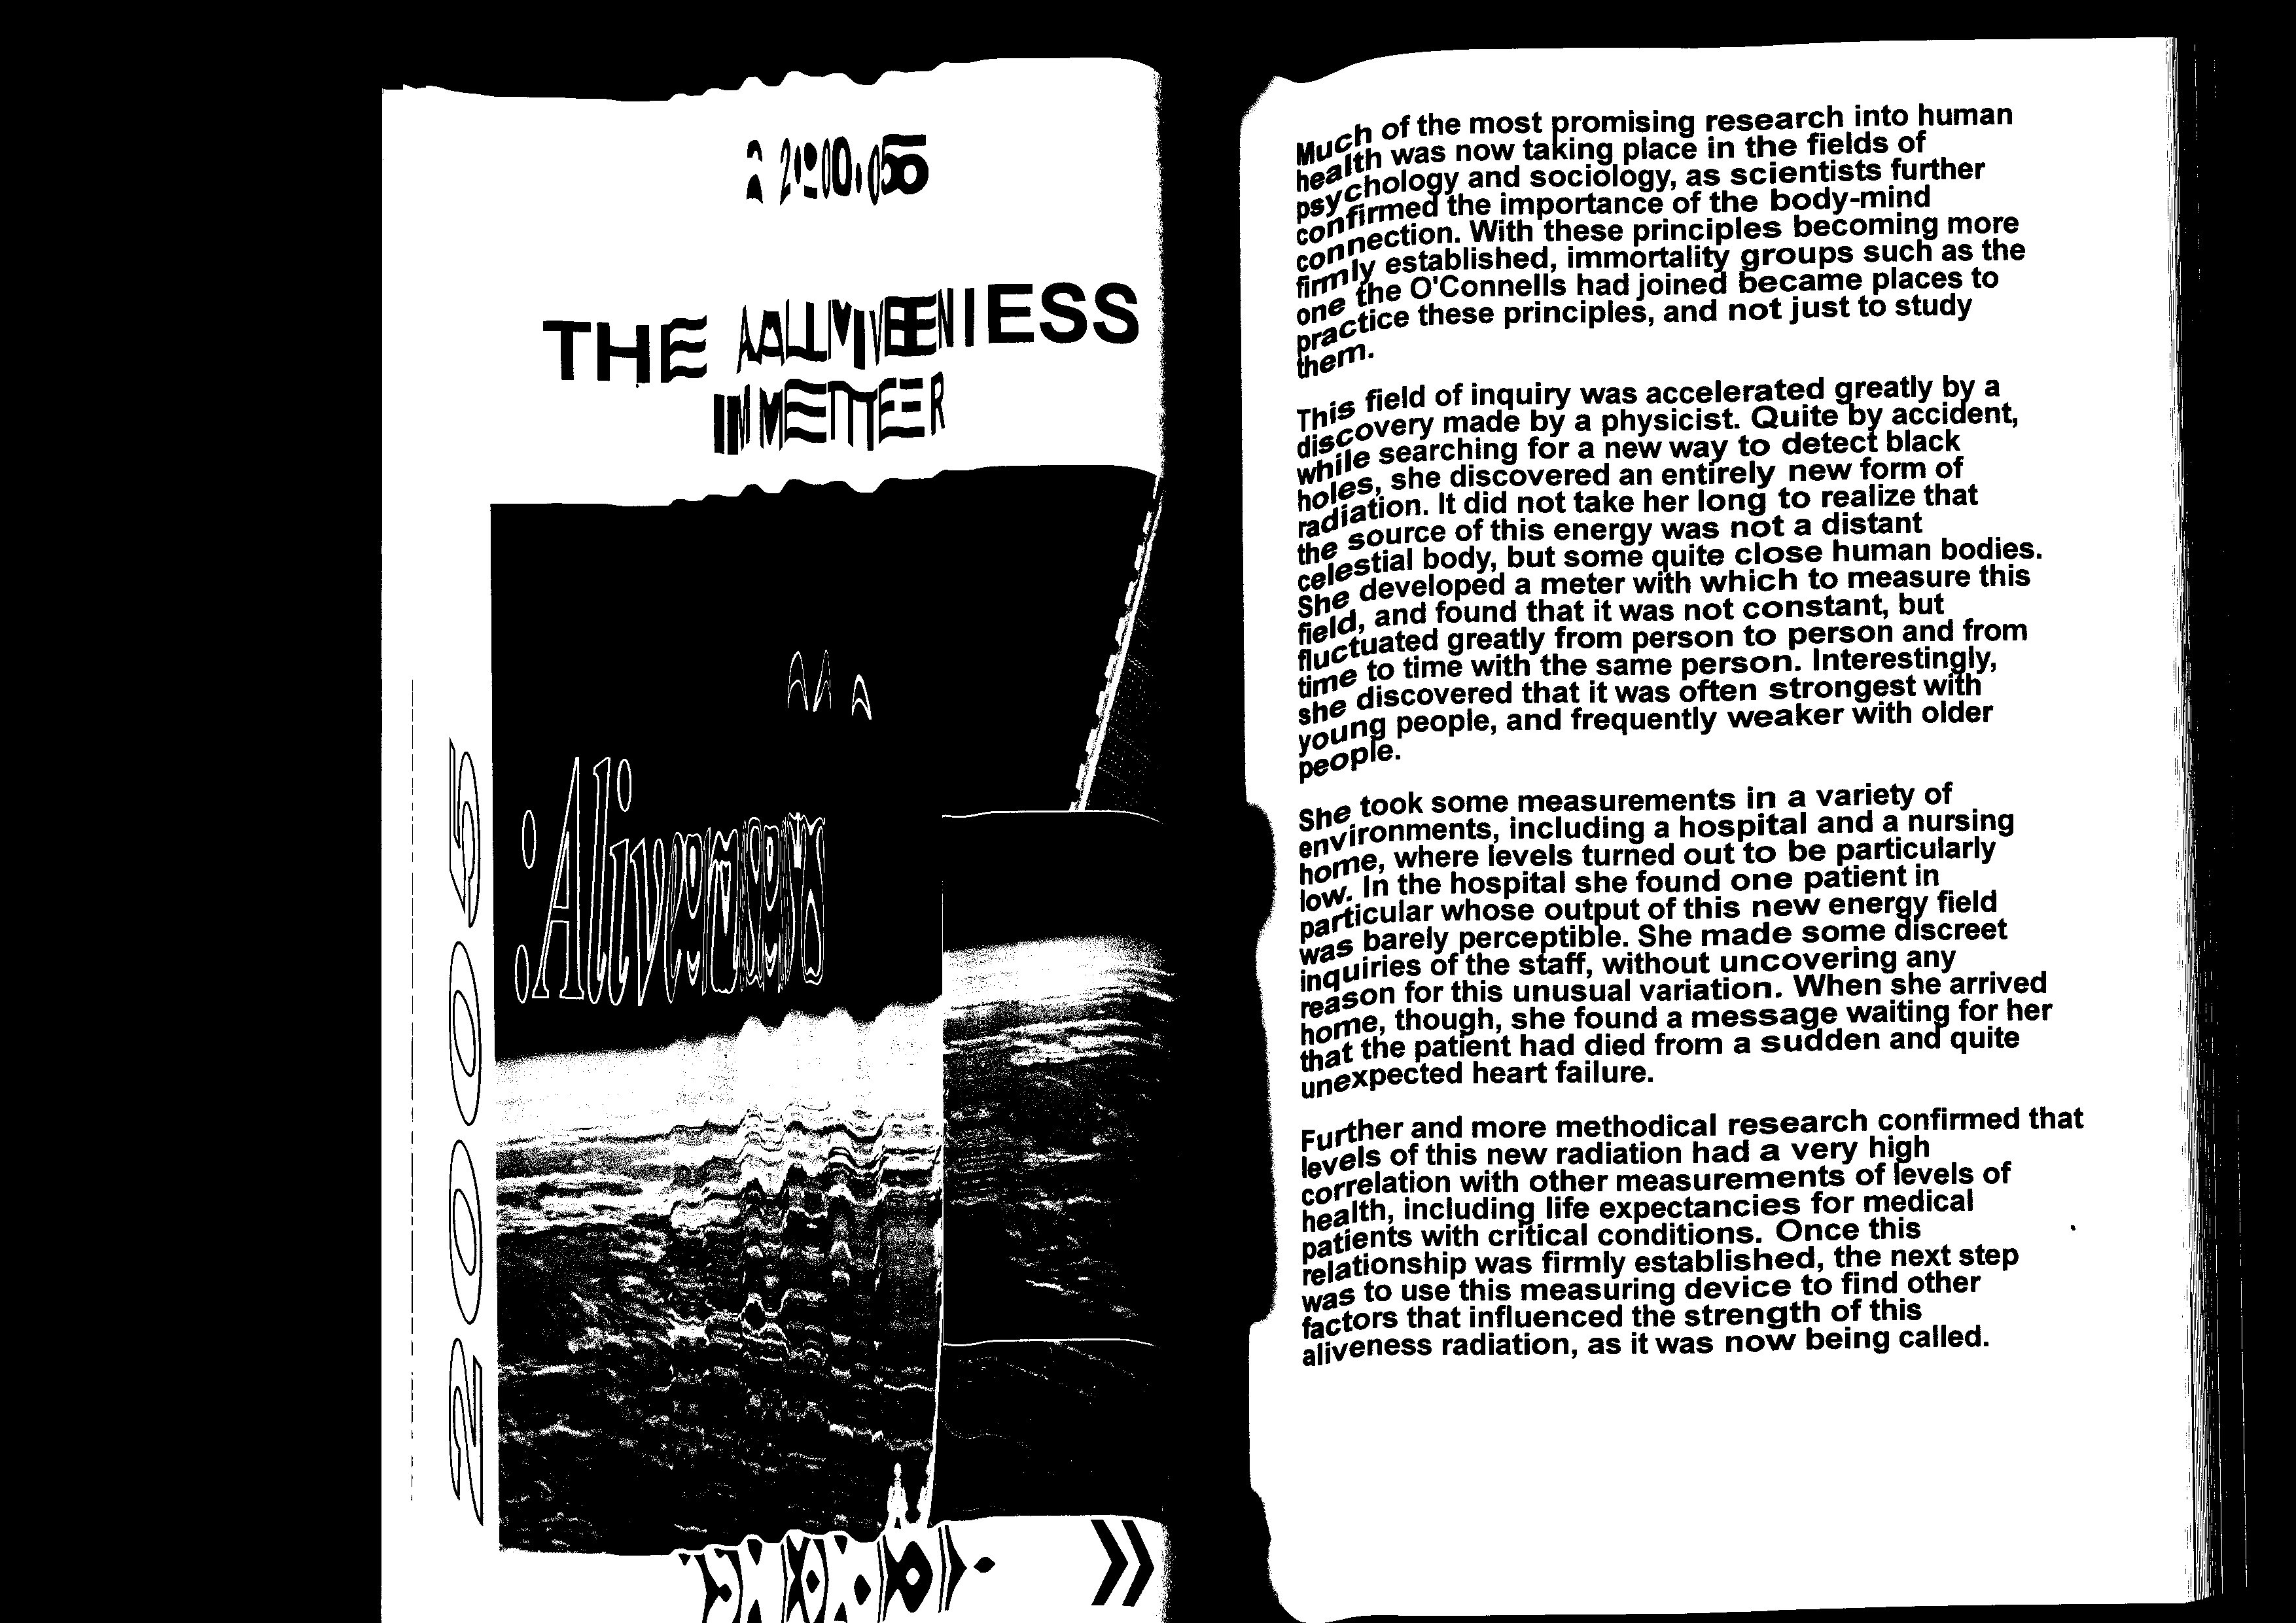 THE
2005
Much of the most promising research into human
health was now taking place in the fields of
psychology and sociology, as scientists further
confirmed the importance of the body-mind
connection. With these principles becoming more
firmly established, immortality groups such as the
one the O'Connells had joined became places to
practice these principles, and not just to study
them.
This field of inquiry was accelerated greatly by a
discovery made by a physicist. Quite by accident,
while searching for a new way to detect black
holes, she discovered an entirely new form of
radiation. It did not take her long to realize that
the source of this energy was not a distant
celestial body, but some quite close human bodies.
She developed a meter with which to measure this
field, and found that it was not constant, but
fluctuated greatly from person to person and from
time to time with the same person. Interestingly,
she discovered that it was often strongest with
young people, and frequently weaker with older
people.
She took some measurements in a variety of
environments, including a hospital and a nursing
home, where levels turned out to be particularly
low. In the hospital she found one patient in
particular whose output of this new energy field
was barely perceptible. She made some discreet
inquiries of the staff, without uncovering any
reason for this unusual variation. When she arrived
home, though, she found a message waiting for her
that the patient had died from a sudden and quite
unexpected heart failure.
Further and more methodical research confirmed that
levels of this new radiation had a very high
correlation with other measurements of levels of
health, including life expectancies for medical
patients with critical conditions. Once this
relationship was firmly established, the next step
was to use this measuring device to find other
factors that influenced the strength of this
aliveness radiation, as it was now being called.